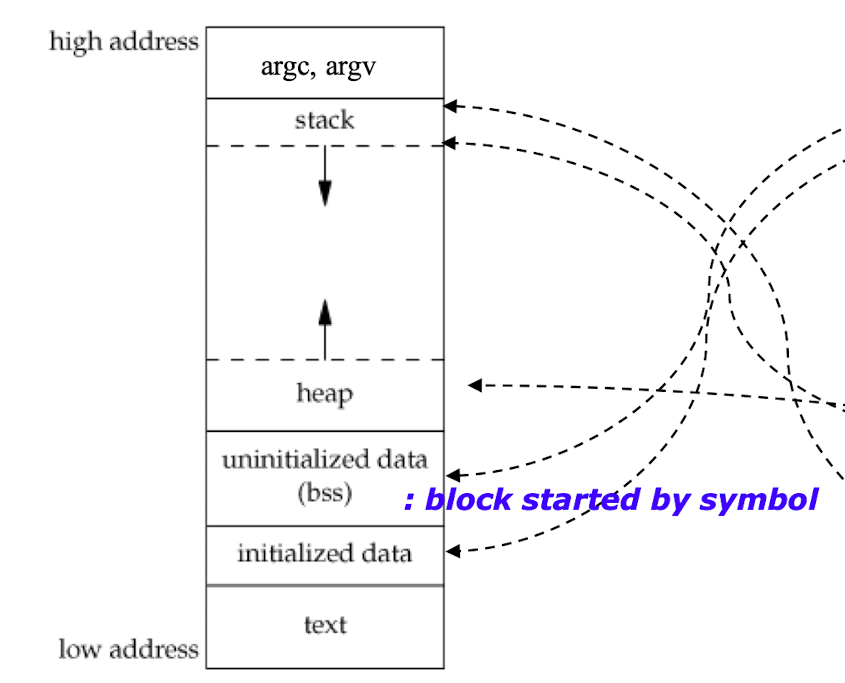 high address
argc, argv
stack
heap
uninitialized data
(bss)
: block started by symbol
initialized data
text
low address